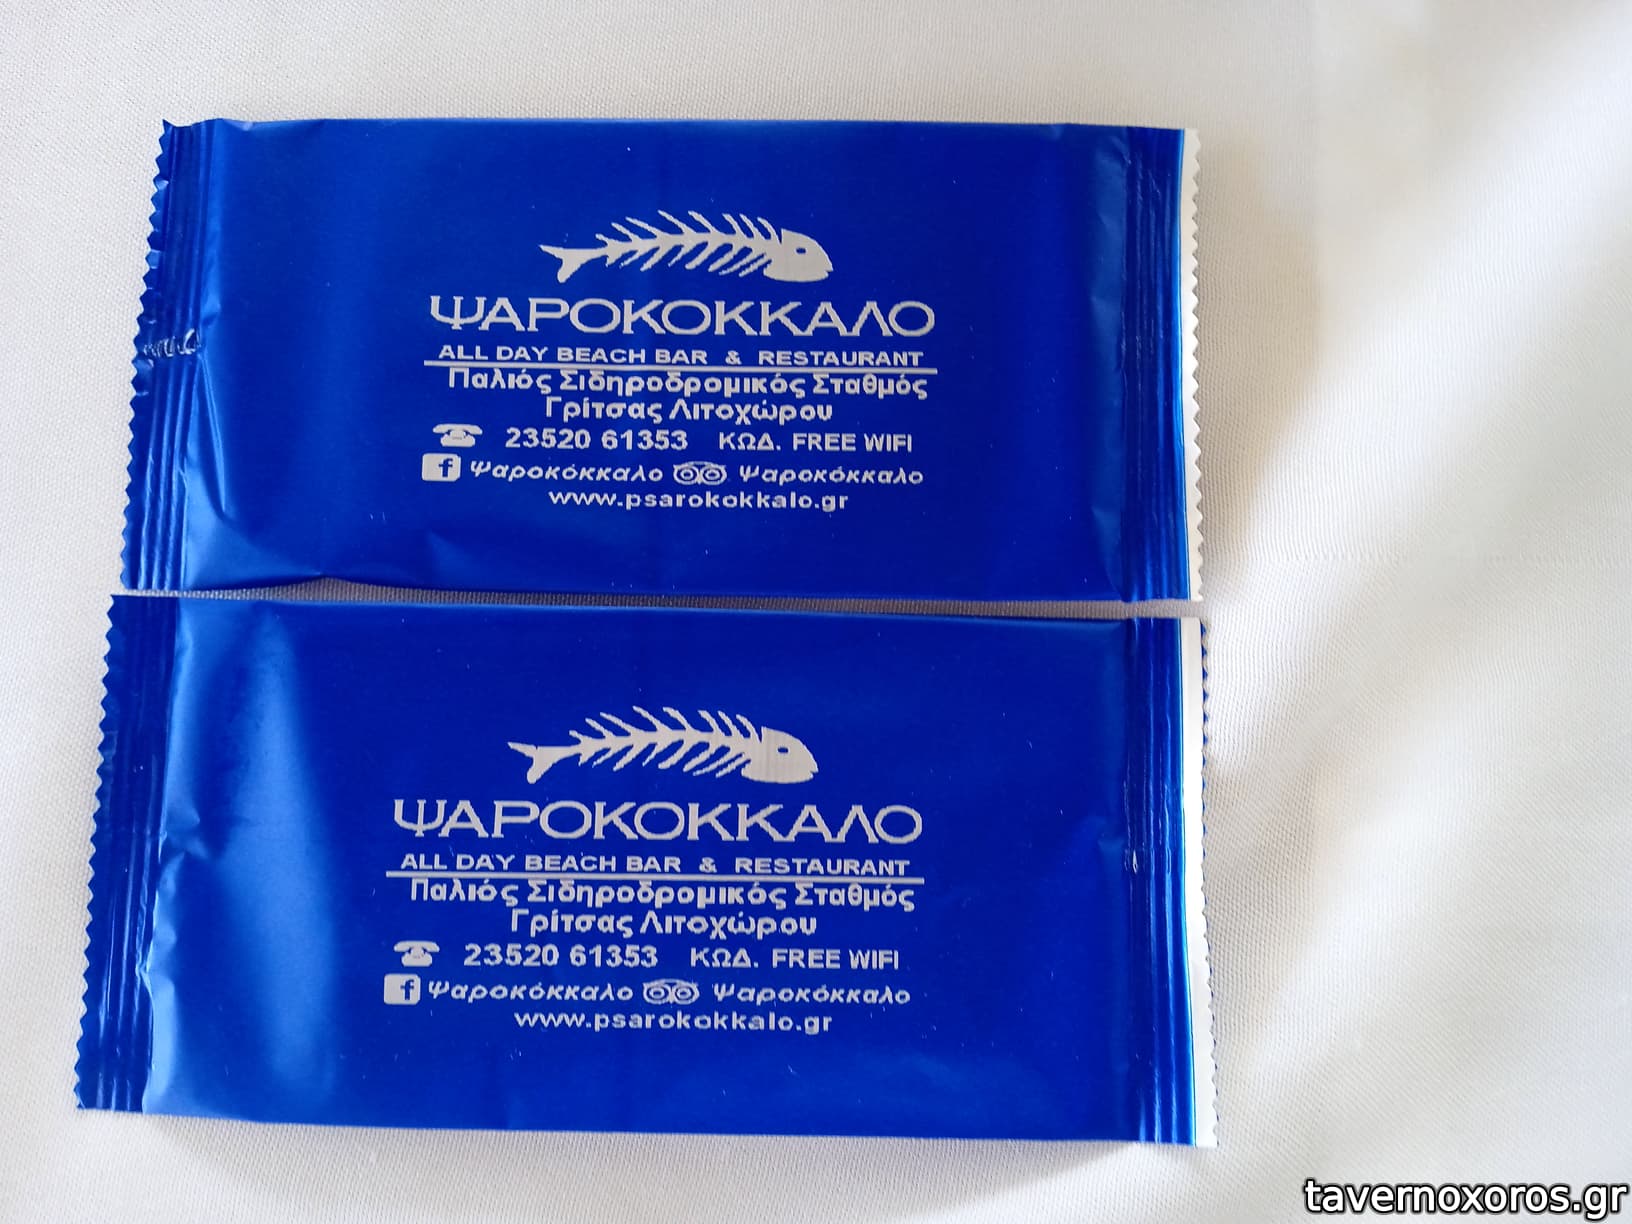 ΨΑΡΟΚΟΚΚΑΛΟ
ALL DAY BEACH BAR & RESTAURANT
Παλιός Σιδηροδρομικός Σταθμός
Γρίτσας Λιτοχώρου
23520 61353 ΚΩΔ. FREE WIFI
f Ψαροκόκκαλο Ψαροκόκκαλο
www.psarokokkalo.gr
ΨΑΡΟΚΟΚΚΑΛΟ
ALL DAY BEACH BAR & RESTAURANT
Παλιός Σιδηροδρομικός Σταθμός
Γρίτσας Λιτοχώρου
23520 61353 ΚΩΔ. FREE WIFI
f Ψαροκόκκαλο Ψαροκόκκαλο
www.psarokokkalo.gr
tavernoxoros.gr